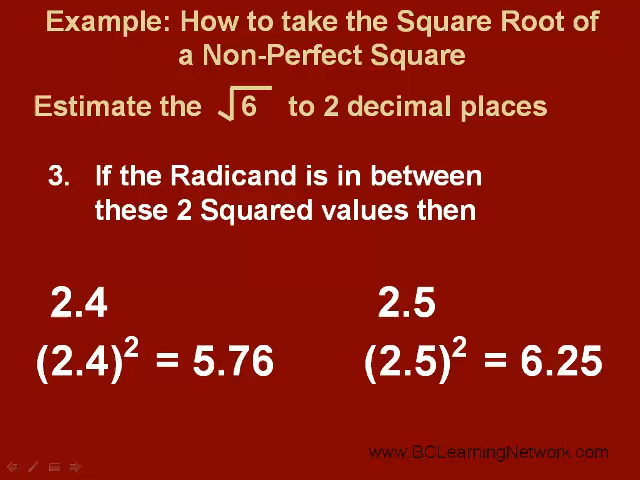 Example: How to take the Square Root of
a Non-Perfect Square
Estimate the √6 to 2 decimal places
3. If the Radicand is in between
these 2 Squared values then
2.4 2.5
(2.4)² = 5.76 (2.5)² = 6.25
www.BCLearningNetwork.com